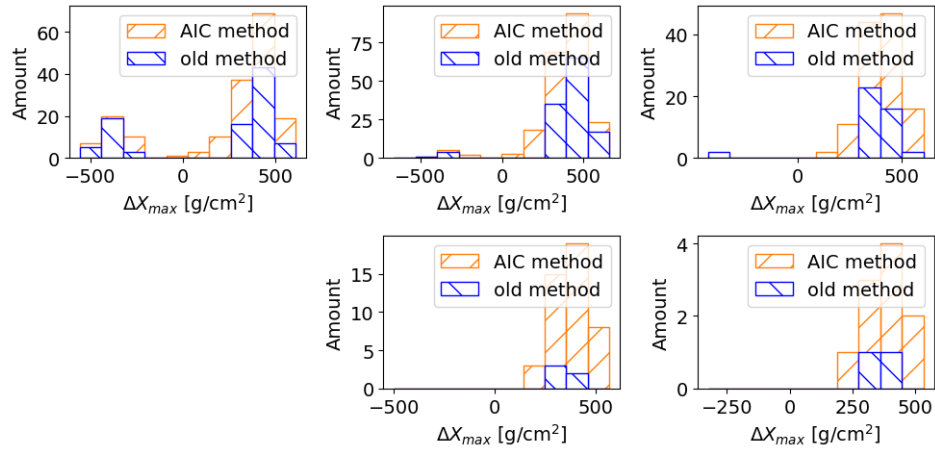 AIC method
old method
60
40
20
0
Amount
−500
0
500
ΔX_max [g/cm²]
AIC method
old method
75
50
25
0
Amount
−500
0
500
ΔX_max [g/cm²]
AIC method
old method
40
20
0
Amount
0
500
ΔX_max [g/cm²]
AIC method
old method
15
10
5
0
Amount
−500
0
500
ΔX_max [g/cm²]
AIC method
old method
4
2
0
Amount
−250
0
250
500
ΔX_max [g/cm²]